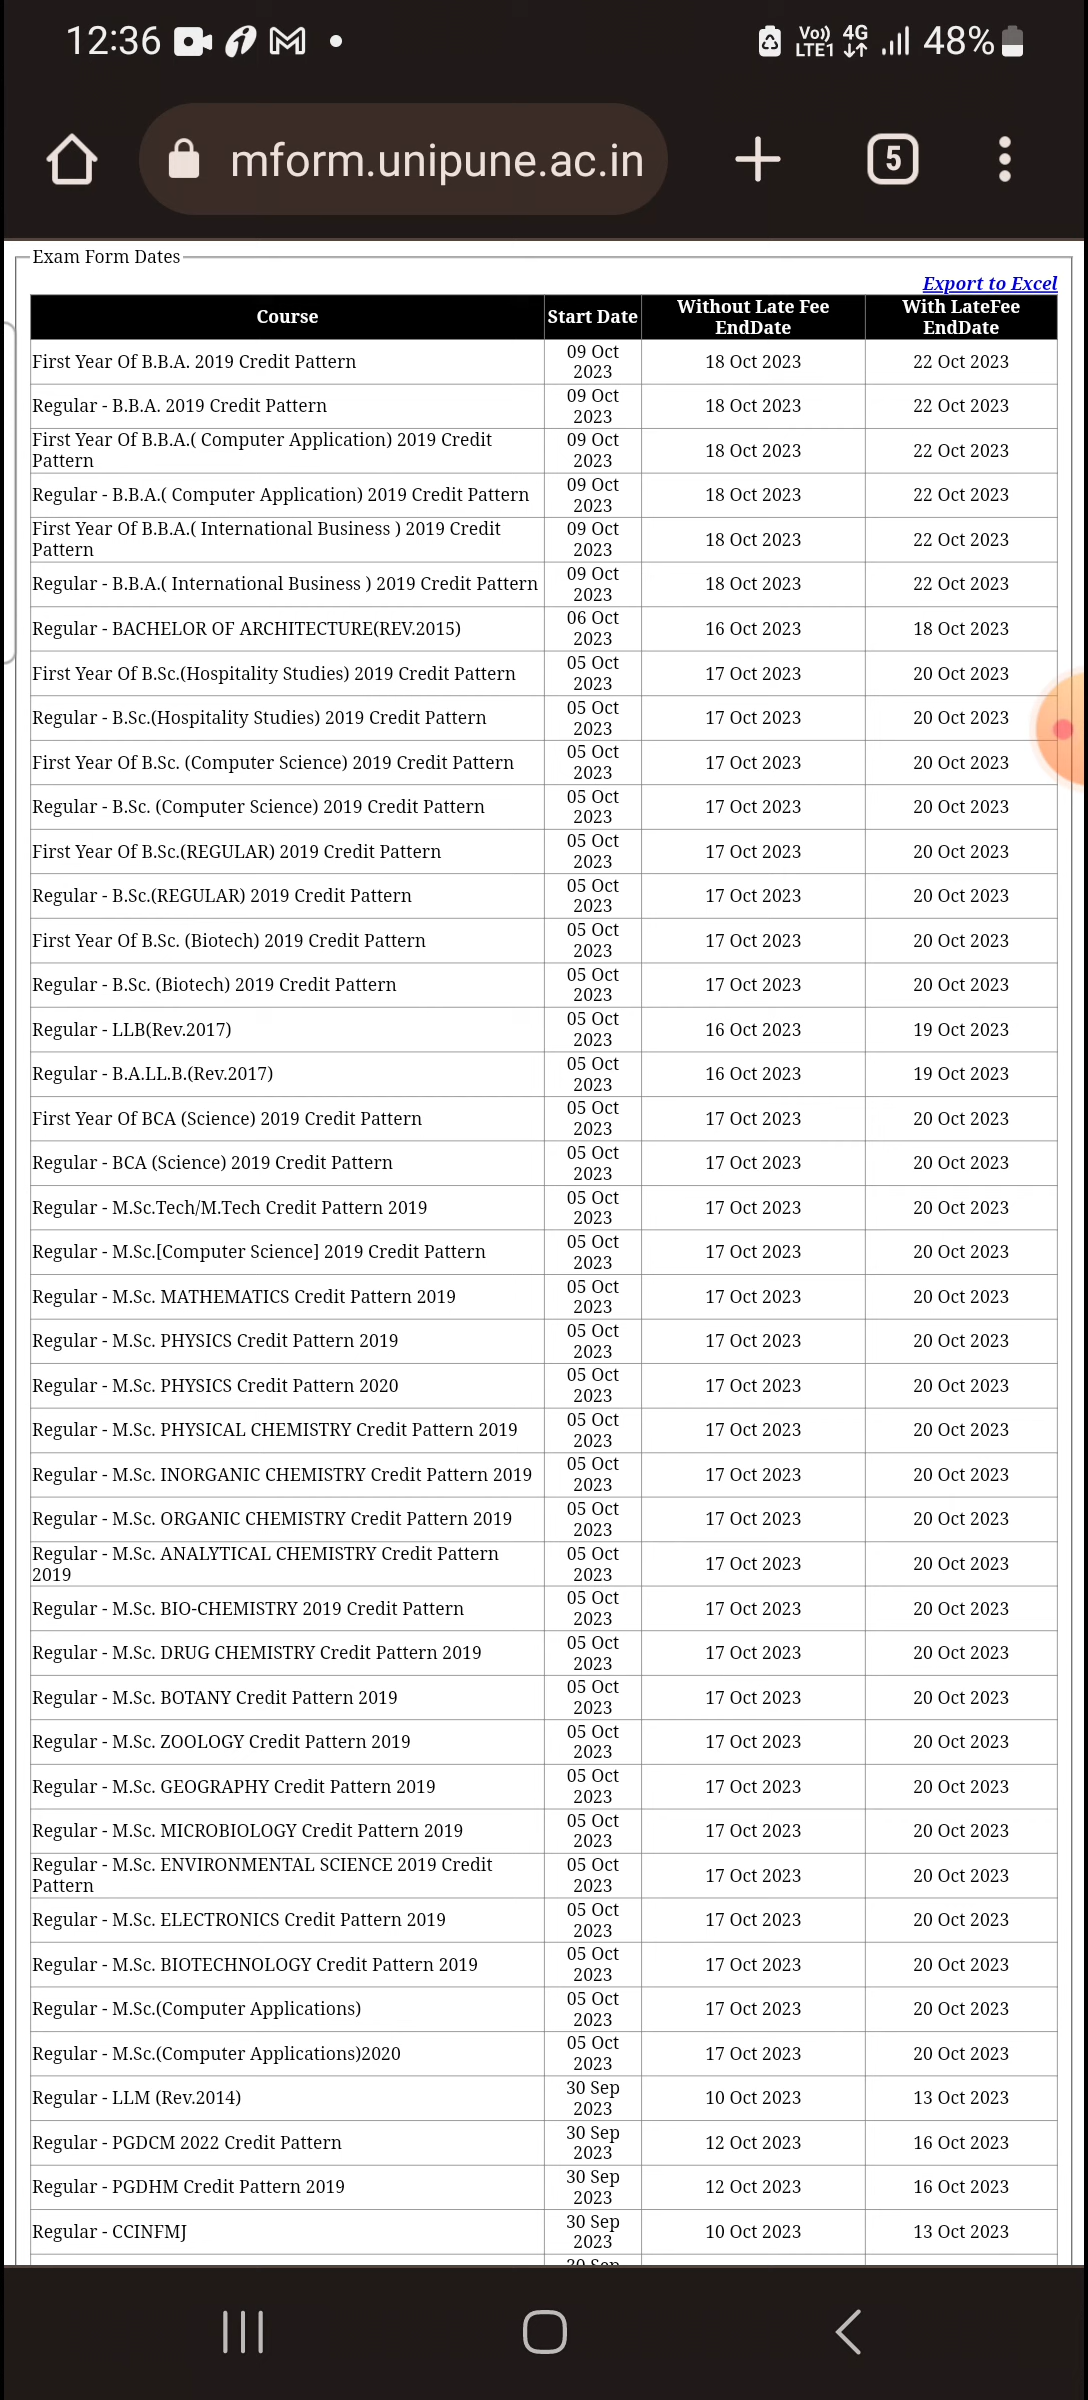 12:36
Vo)) 4G
LTE1
48%
mform.unipune.ac.in
5
Exam Form Dates
Export to Excel
Course Start Date Without Late Fee EndDate With LateFee EndDate
First Year Of B.B.A. 2019 Credit Pattern 09 Oct 2023 18 Oct 2023 22 Oct 2023
Regular - B.B.A. 2019 Credit Pattern 09 Oct 2023 18 Oct 2023 22 Oct 2023
First Year Of B.B.A.( Computer Application) 2019 Credit Pattern 09 Oct 2023 18 Oct 2023 22 Oct 2023
Regular - B.B.A.( Computer Application) 2019 Credit Pattern 09 Oct 2023 18 Oct 2023 22 Oct 2023
First Year Of B.B.A.( International Business ) 2019 Credit Pattern 09 Oct 2023 18 Oct 2023 22 Oct 2023
Regular - B.B.A.( International Business ) 2019 Credit Pattern 09 Oct 2023 18 Oct 2023 22 Oct 2023
Regular - BACHELOR OF ARCHITECTURE(REV.2015) 06 Oct 2023 16 Oct 2023 18 Oct 2023
First Year Of B.Sc.(Hospitality Studies) 2019 Credit Pattern 05 Oct 2023 17 Oct 2023 20 Oct 2023
Regular - B.Sc.(Hospitality Studies) 2019 Credit Pattern 05 Oct 2023 17 Oct 2023 20 Oct 2023
First Year Of B.Sc. (Computer Science) 2019 Credit Pattern 05 Oct 2023 17 Oct 2023 20 Oct 2023
Regular - B.Sc. (Computer Science) 2019 Credit Pattern 05 Oct 2023 17 Oct 2023 20 Oct 2023
First Year Of B.Sc.(REGULAR) 2019 Credit Pattern 05 Oct 2023 17 Oct 2023 20 Oct 2023
Regular - B.Sc.(REGULAR) 2019 Credit Pattern 05 Oct 2023 17 Oct 2023 20 Oct 2023
First Year Of B.Sc. (Biotech) 2019 Credit Pattern 05 Oct 2023 17 Oct 2023 20 Oct 2023
Regular - B.Sc. (Biotech) 2019 Credit Pattern 05 Oct 2023 17 Oct 2023 20 Oct 2023
Regular - LLB(Rev.2017) 05 Oct 2023 16 Oct 2023 19 Oct 2023
Regular - B.A.LL.B.(Rev.2017) 05 Oct 2023 16 Oct 2023 19 Oct 2023
First Year Of BCA (Science) 2019 Credit Pattern 05 Oct 2023 17 Oct 2023 20 Oct 2023
Regular - BCA (Science) 2019 Credit Pattern 05 Oct 2023 17 Oct 2023 20 Oct 2023
Regular - M.Sc.Tech/M.Tech Credit Pattern 2019 05 Oct 2023 17 Oct 2023 20 Oct 2023
Regular - M.Sc.[Computer Science] 2019 Credit Pattern 05 Oct 2023 17 Oct 2023 20 Oct 2023
Regular - M.Sc. MATHEMATICS Credit Pattern 2019 05 Oct 2023 17 Oct 2023 20 Oct 2023
Regular - M.Sc. PHYSICS Credit Pattern 2019 05 Oct 2023 17 Oct 2023 20 Oct 2023
Regular - M.Sc. PHYSICS Credit Pattern 2020 05 Oct 2023 17 Oct 2023 20 Oct 2023
Regular - M.Sc. PHYSICAL CHEMISTRY Credit Pattern 2019 05 Oct 2023 17 Oct 2023 20 Oct 2023
Regular - M.Sc. INORGANIC CHEMISTRY Credit Pattern 2019 05 Oct 2023 17 Oct 2023 20 Oct 2023
Regular - M.Sc. ORGANIC CHEMISTRY Credit Pattern 2019 05 Oct 2023 17 Oct 2023 20 Oct 2023
Regular - M.Sc. ANALYTICAL CHEMISTRY Credit Pattern 2019 05 Oct 2023 17 Oct 2023 20 Oct 2023
Regular - M.Sc. BIO-CHEMISTRY 2019 Credit Pattern 05 Oct 2023 17 Oct 2023 20 Oct 2023
Regular - M.Sc. DRUG CHEMISTRY Credit Pattern 2019 05 Oct 2023 17 Oct 2023 20 Oct 2023
Regular - M.Sc. BOTANY Credit Pattern 2019 05 Oct 2023 17 Oct 2023 20 Oct 2023
Regular - M.Sc. ZOOLOGY Credit Pattern 2019 05 Oct 2023 17 Oct 2023 20 Oct 2023
Regular - M.Sc. GEOGRAPHY Credit Pattern 2019 05 Oct 2023 17 Oct 2023 20 Oct 2023
Regular - M.Sc. MICROBIOLOGY Credit Pattern 2019 05 Oct 2023 17 Oct 2023 20 Oct 2023
Regular - M.Sc. ENVIRONMENTAL SCIENCE 2019 Credit Pattern 05 Oct 2023 17 Oct 2023 20 Oct 2023
Regular - M.Sc. ELECTRONICS Credit Pattern 2019 05 Oct 2023 17 Oct 2023 20 Oct 2023
Regular - M.Sc. BIOTECHNOLOGY Credit Pattern 2019 05 Oct 2023 17 Oct 2023 20 Oct 2023
Regular - M.Sc.(Computer Applications) 05 Oct 2023 17 Oct 2023 20 Oct 2023
Regular - M.Sc.(Computer Applications)2020 05 Oct 2023 17 Oct 2023 20 Oct 2023
Regular - LLM (Rev.2014) 30 Sep 2023 10 Oct 2023 13 Oct 2023
Regular - PGDCM 2022 Credit Pattern 30 Sep 2023 12 Oct 2023 16 Oct 2023
Regular - PGDHM Credit Pattern 2019 30 Sep 2023 12 Oct 2023 16 Oct 2023
Regular - CCINFMJ 30 Sep 2023 10 Oct 2023 13 Oct 2023